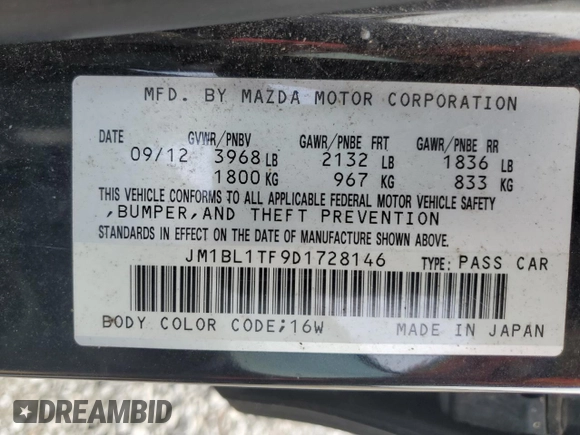 MFD. BY MAZDA MOTOR CORPORATION
DATE GVWR/PNBV GAWR/PNBE FRT GAWR/PNBE RR
09/12 3968 LB 2132 LB 1836 LB
1800 KG 967 KG 833 KG
THIS VEHICLE CONFORMS TO ALL APPLICABLE FEDERAL MOTOR VEHICLE SAFETY
,BUMPER,AND THEFT PREVENTION
STANDARDS IN EFFECT ON THE DATE OF MANUFACTURE SHOWN ABOVE.
JM1BL1TF9D1728146 TYPE: PASS CAR
BODY COLOR CODE;16W MADE IN JAPAN
DREAMBID